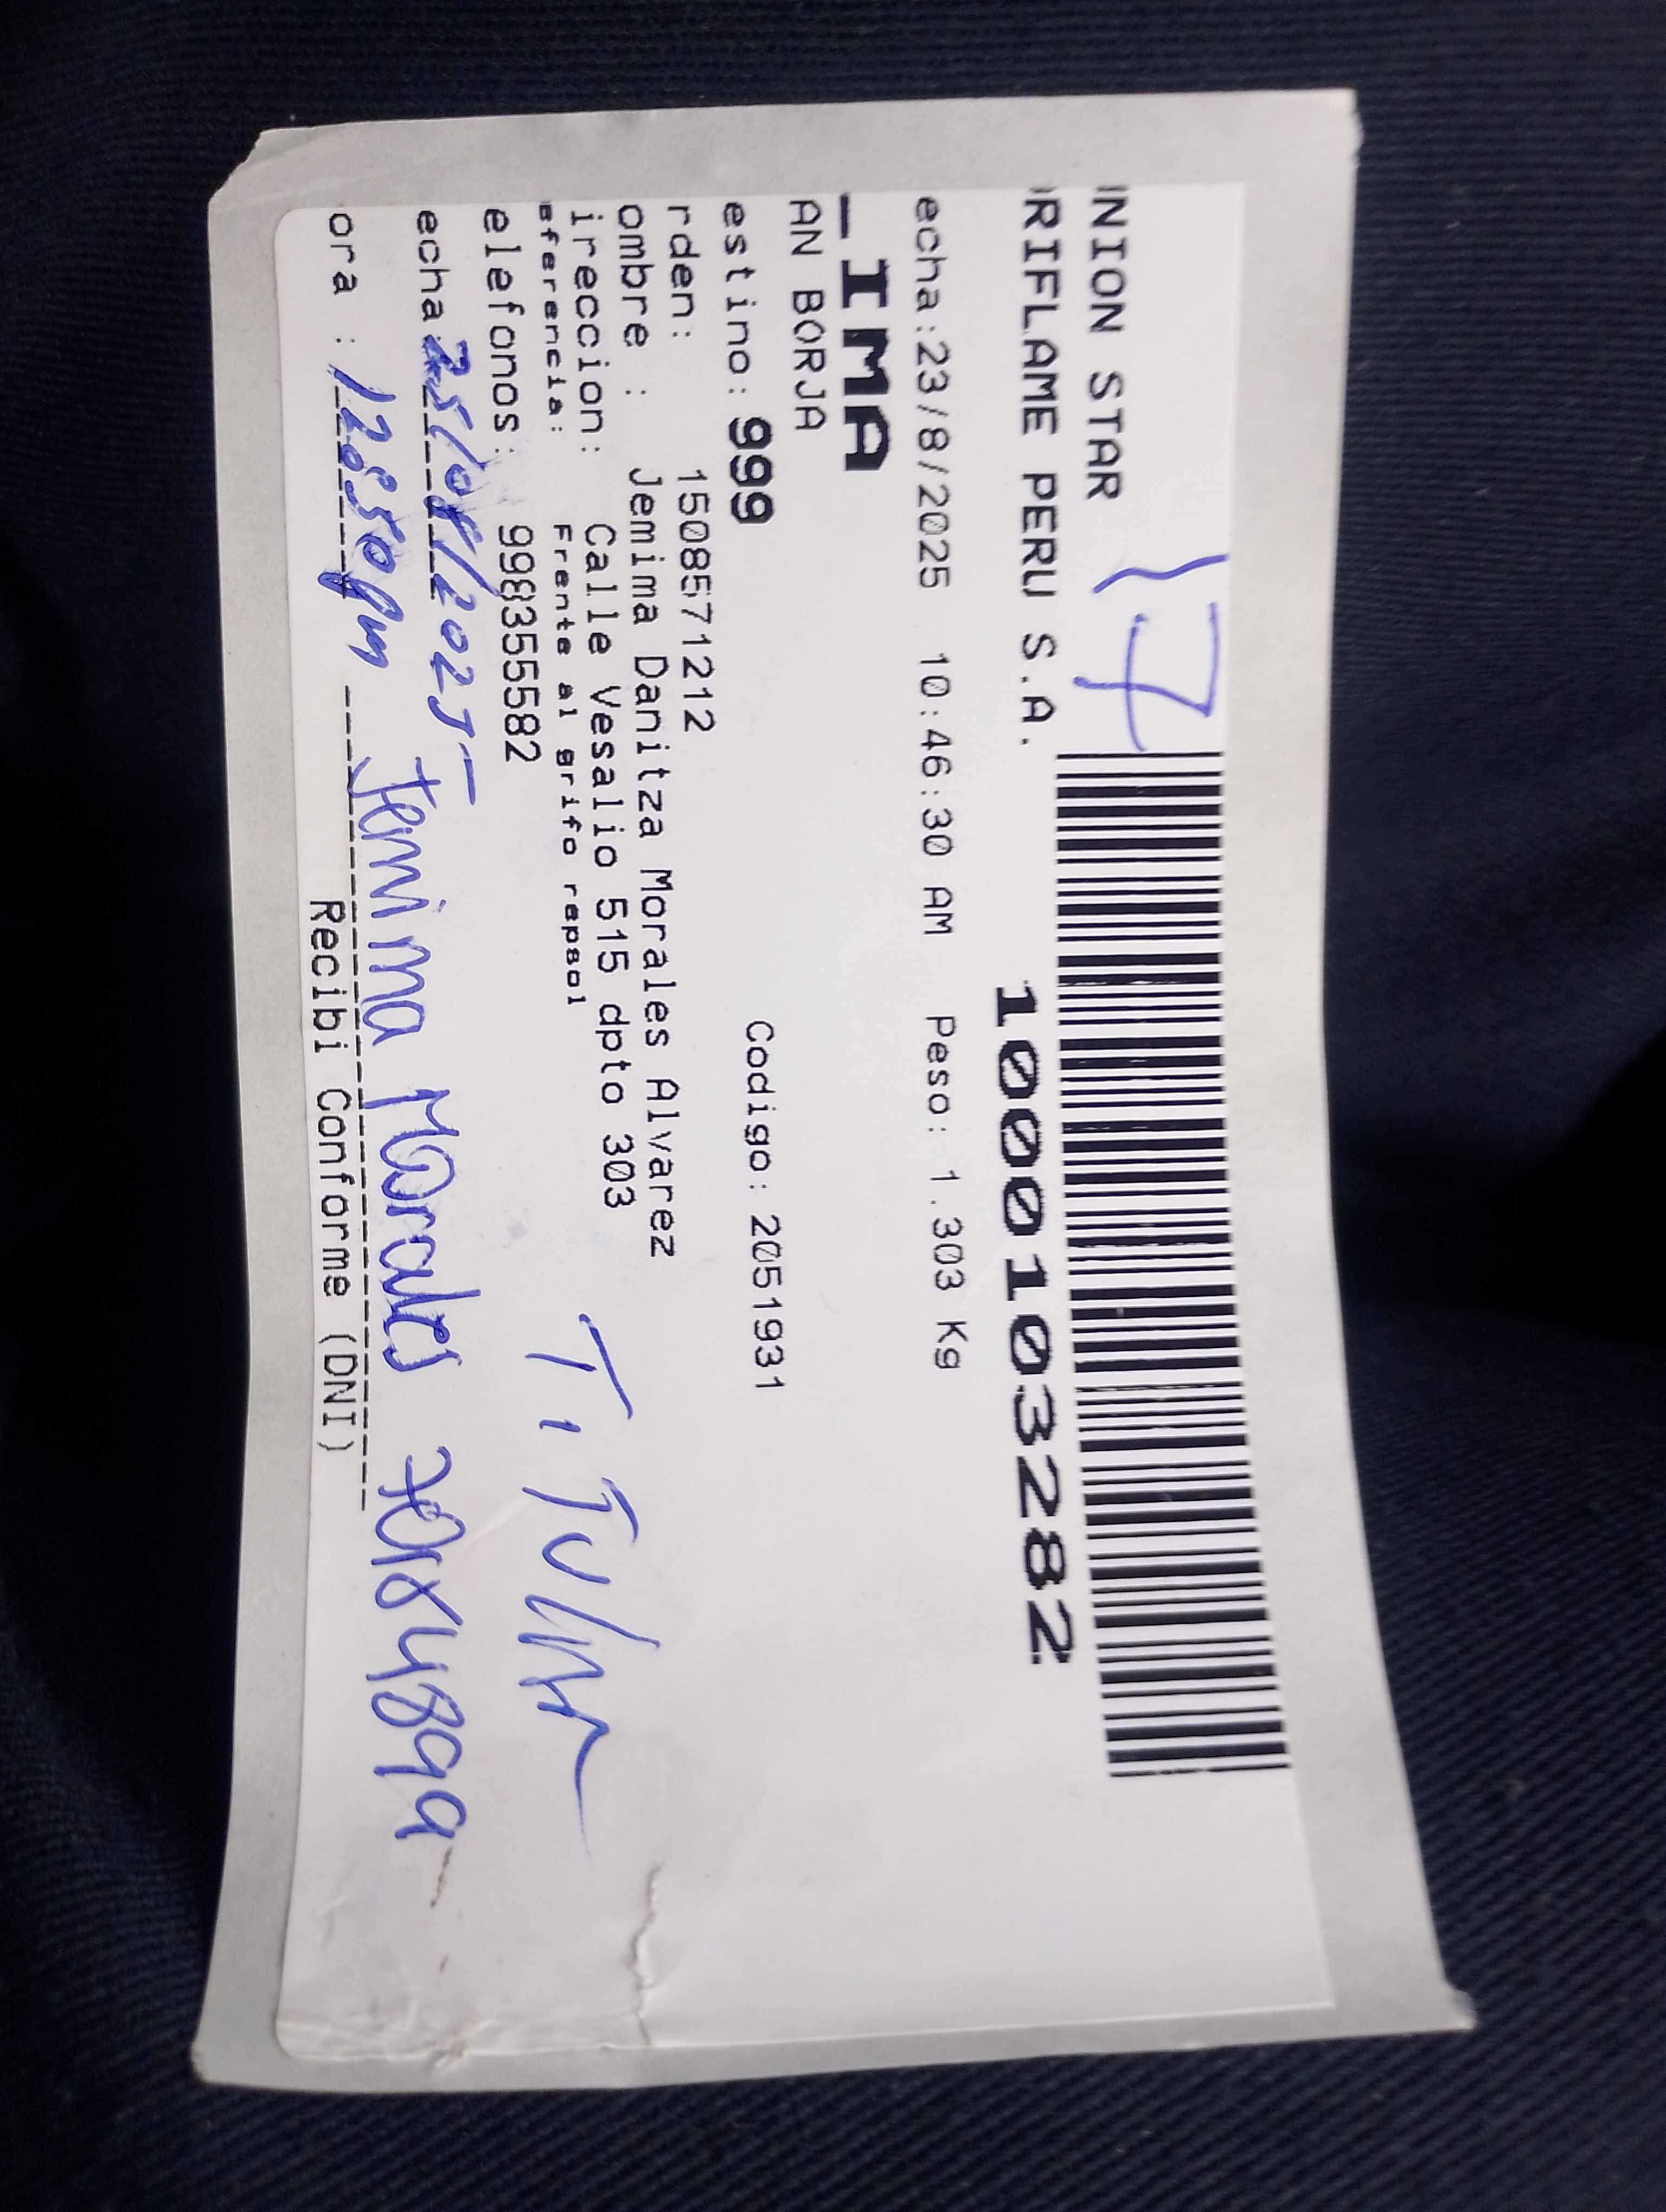 NION STAR 17
RIFLAME PERU S.A. 10001103282
echa:23/8/2025 10:46:30 AM Peso: 1.303 Kg
IMA
AN BORJA
estino: 999 Codigo: 2051931
rden: 1508571212
ombre : Jemima Danitza Morales Alvarez
ireccion: Calle Vesalio 515 dpto 303
eferencia: Frente al grifo repsol
elefonos: 998355582
echa: 25/08/2025
ora : 12:50pm Jemima Morales
Recibi Conforme (DNI)